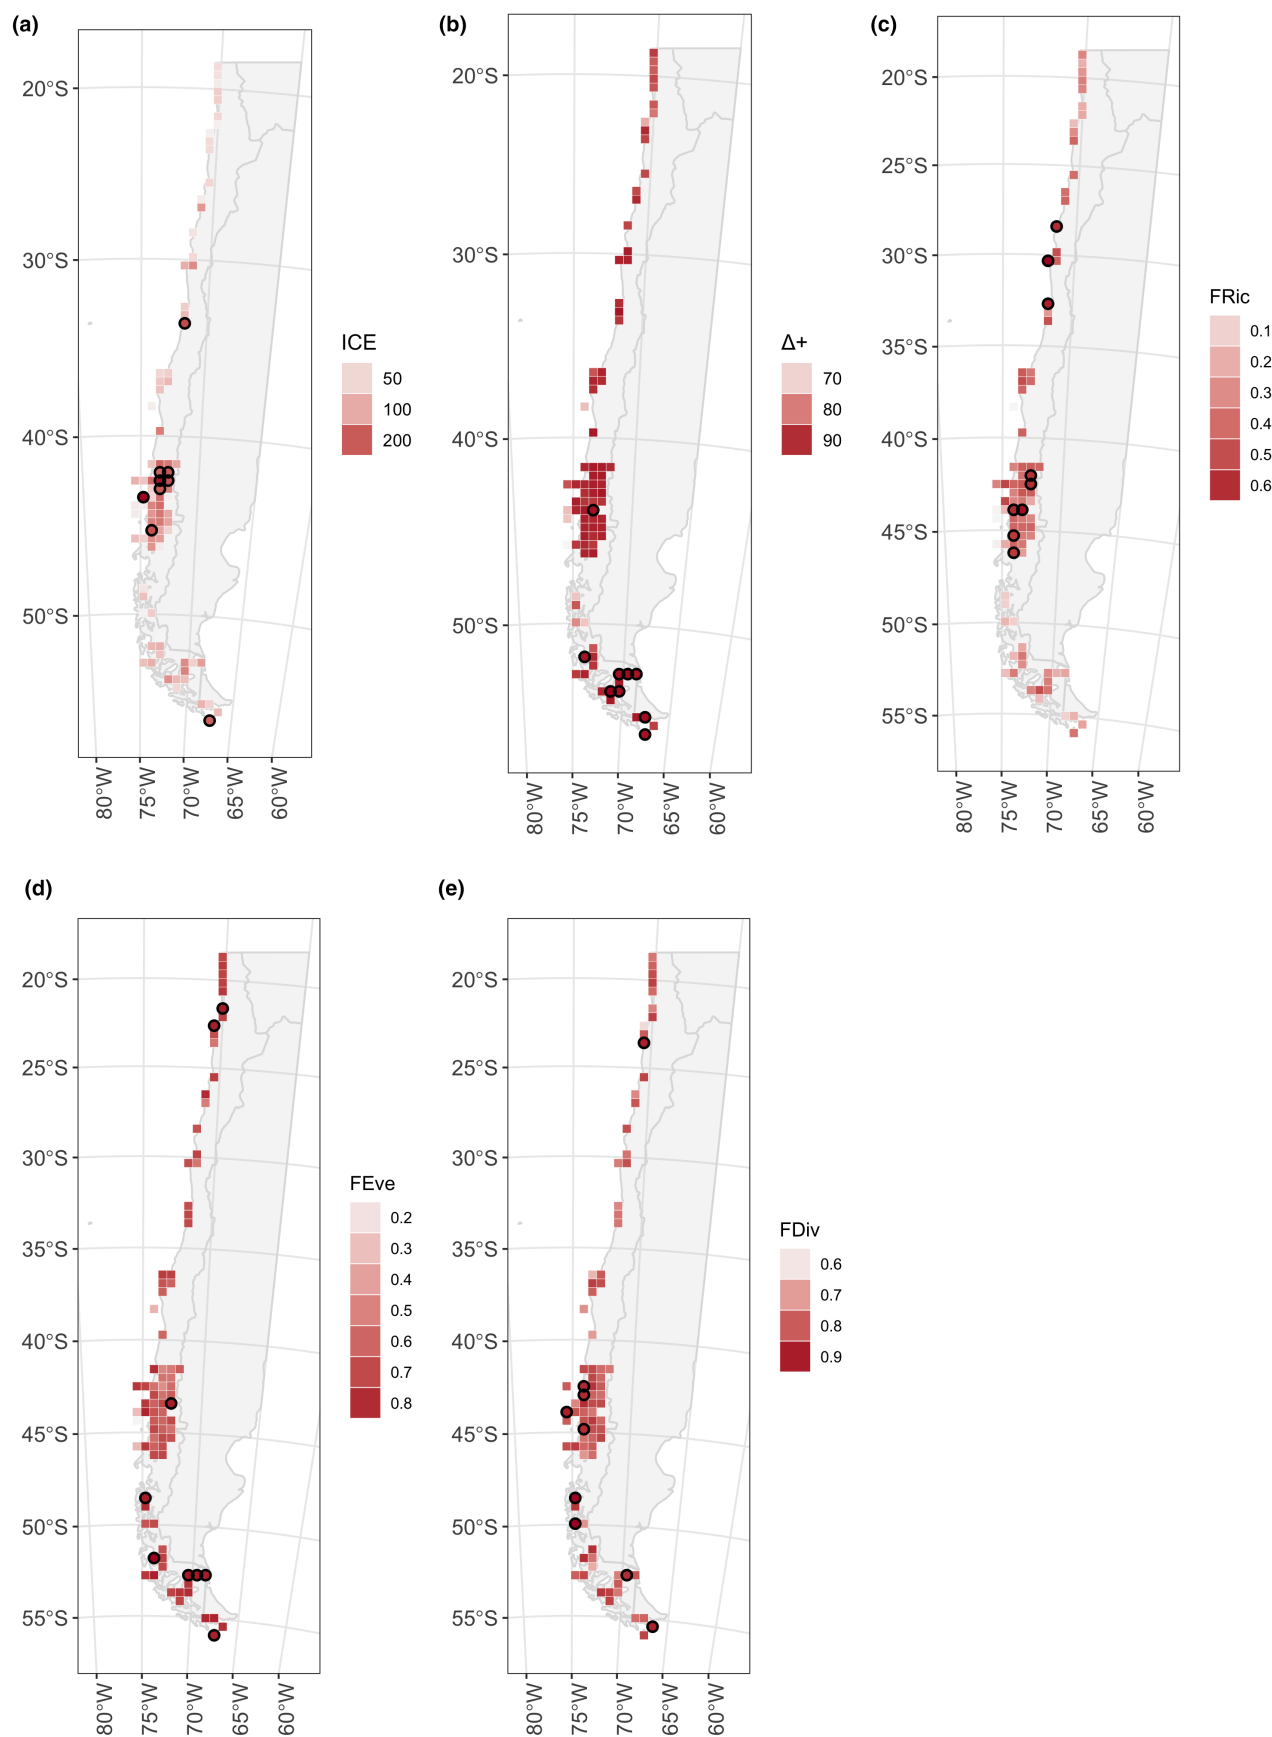 (a)
20°S
30°S
40°S
50°S
80°W
75°W
70°W
65°W
60°W
ICE
50
100
200
(b)
20°S
30°S
40°S
50°S
80°W
75°W
70°W
65°W
60°W
Δ+
70
80
90
(c)
20°S
25°S
30°S
35°S
40°S
45°S
50°S
55°S
80°W
75°W
70°W
65°W
60°W
FRic
0.1
0.2
0.3
0.4
0.5
0.6
(d)
20°S
25°S
30°S
35°S
40°S
45°S
50°S
55°S
80°W
75°W
70°W
65°W
60°W
FEve
0.2
0.3
0.4
0.5
0.6
0.7
0.8
(e)
20°S
25°S
30°S
35°S
40°S
45°S
50°S
55°S
80°W
75°W
70°W
65°W
60°W
FDiv
0.6
0.7
0.8
0.9